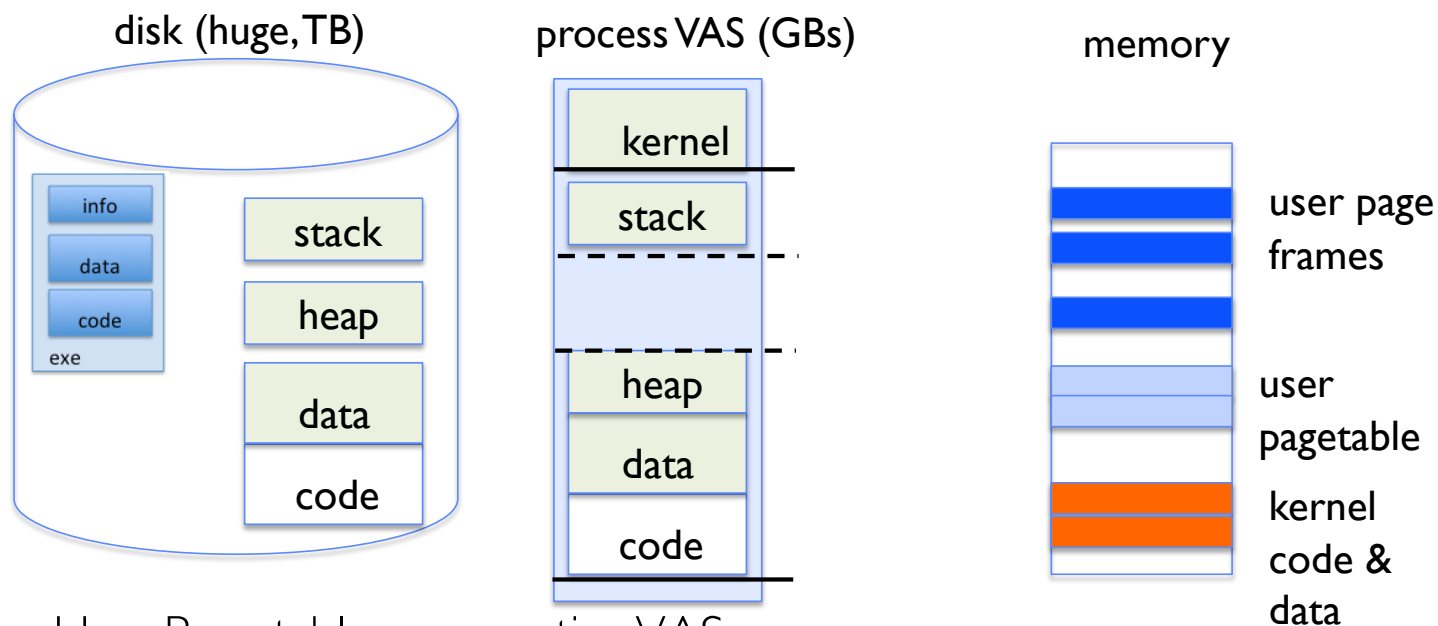 disk (huge, TB)
process VAS (GBs)
memory
info
data
code
exe
stack
heap
data
code
kernel
stack
heap
data
code
user page
frames
user
pagetable
kernel
code &
data